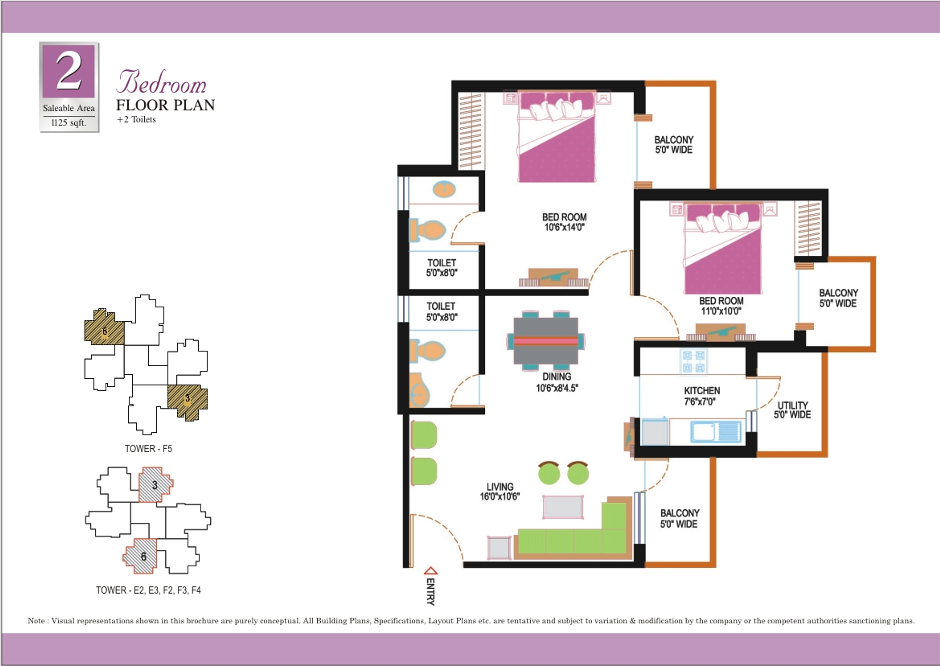 2
Saleable Area
1125 sqft.
Bedroom
FLOOR PLAN
+2 Toilets
BALCONY
5'0" WIDE
BED ROOM
10'6"x14'0"
TOILET
5'0"x8'0"
TOILET
5'0"x8'0"
BED ROOM
11'0"x10'0"
BALCONY
5'0" WIDE
DINING
10'6"x8'4.5"
KITCHEN
7'6"x7'0"
UTILITY
5'0" WIDE
LIVING
16'0"x10'6"
BALCONY
5'0" WIDE
ENTRY
6
3
TOWER - F5
3
6
TOWER - E2, E3, F2, F3, F4
Note : Visual representations shown in this brochure are purely conceptual. All Building Plans, Specifications, Layout Plans etc. are tentative and subject to variation & modification by the company or the competent authorities sanctioning plans.